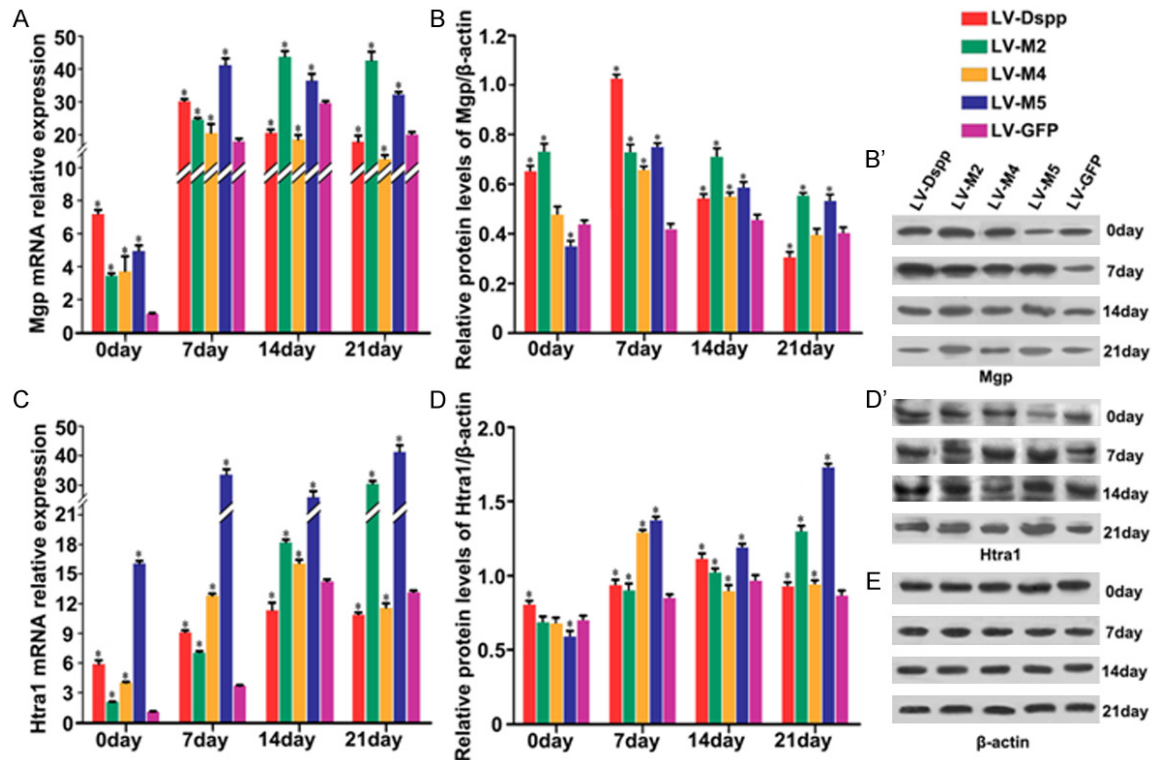 A
Mgp mRNA relative expression
50
40
30
20
10
8
6
4
2
0
0day 7day 14day 21day
B
Relative protein levels of Mgp/β-actin
1.2
1.0
0.8
0.6
0.4
0.2
0
0day 7day 14day 21day
LV-Dspp
LV-M2
LV-M4
LV-M5
LV-GFP
B'
LV-Dspp LV-M2 LV-M4 LV-M5 LV-GFP
0day
7day
14day
21day
Mgp
C
Htra1 mRNA relative expression
50
40
30
21
18
15
12
9
6
3
0
0day 7day 14day 21day
D
Relative protein levels of Htra1/β-actin
2.0
1.5
1.0
0.5
0
0day 7day 14day 21day
D'
0day
7day
14day
21day
Htra1
E
0day
7day
14day
21day
β-actin